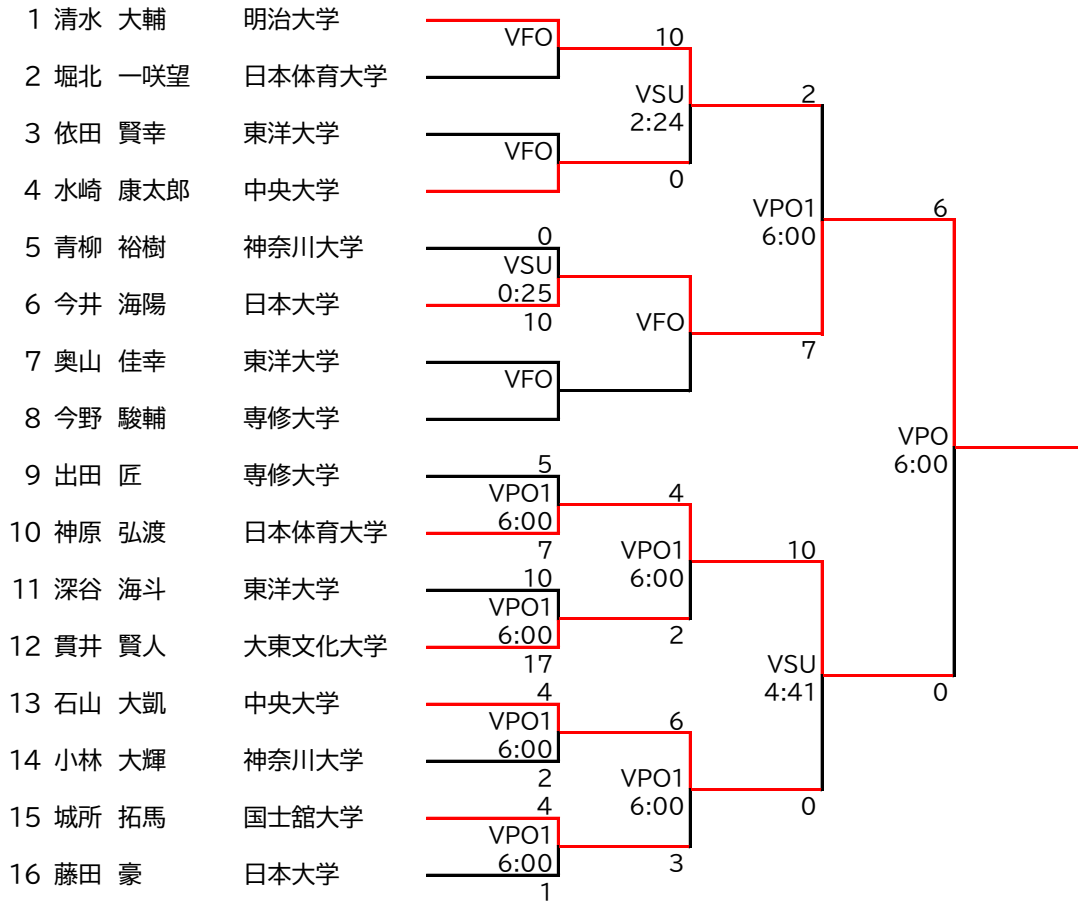 1 清水 大輔 明治大学
VFO
10
2 堀北 一咲望 日本体育大学
VSU
2:24
2
3 依田 賢幸 東洋大学
VFO
0
4 水崎 康太郎 中央大学
VPO1
6:00
6
5 青柳 裕樹 神奈川大学
0
VSU
0:25
10
6 今井 海陽 日本大学
VFO
7
7 奥山 佳幸 東洋大学
VFO
8 今野 駿輔 専修大学
VPO
6:00
9 出田 匠 専修大学
5
VPO1
6:00
7
4
10 神原 弘渡 日本体育大学
VPO1
6:00
10
11 深谷 海斗 東洋大学
10
VPO1
6:00
17
2
12 貫井 賢人 大東文化大学
VSU
4:41
0
13 石山 大凱 中央大学
4
VPO1
6:00
2
6
14 小林 大輝 神奈川大学
VPO1
6:00
0
15 城所 拓馬 国士舘大学
4
VPO1
6:00
1
3
16 藤田 豪 日本大学